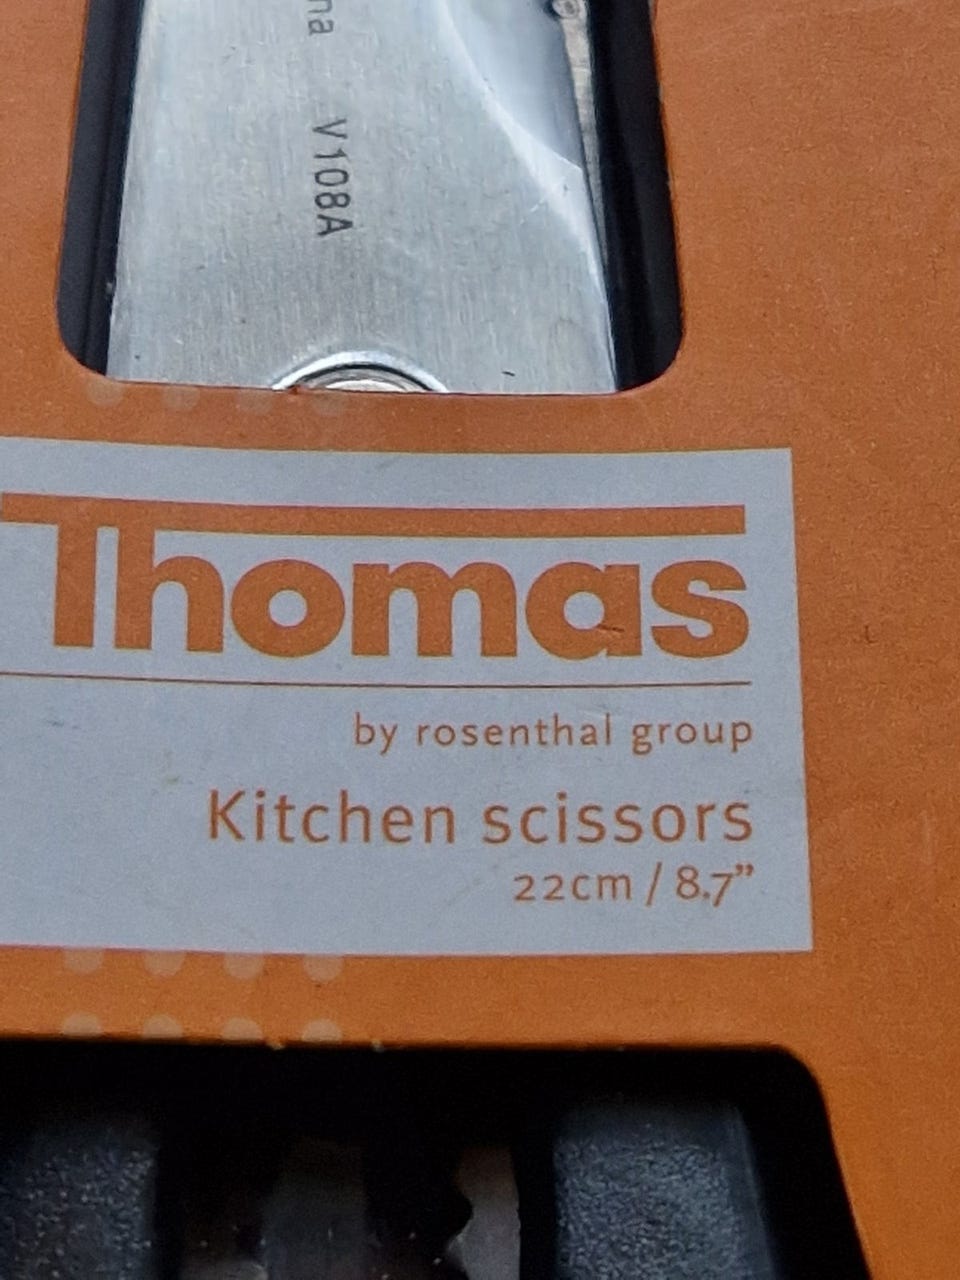 V108A
Thomas
by rosenthal group
Kitchen scissors
22cm / 8.7”